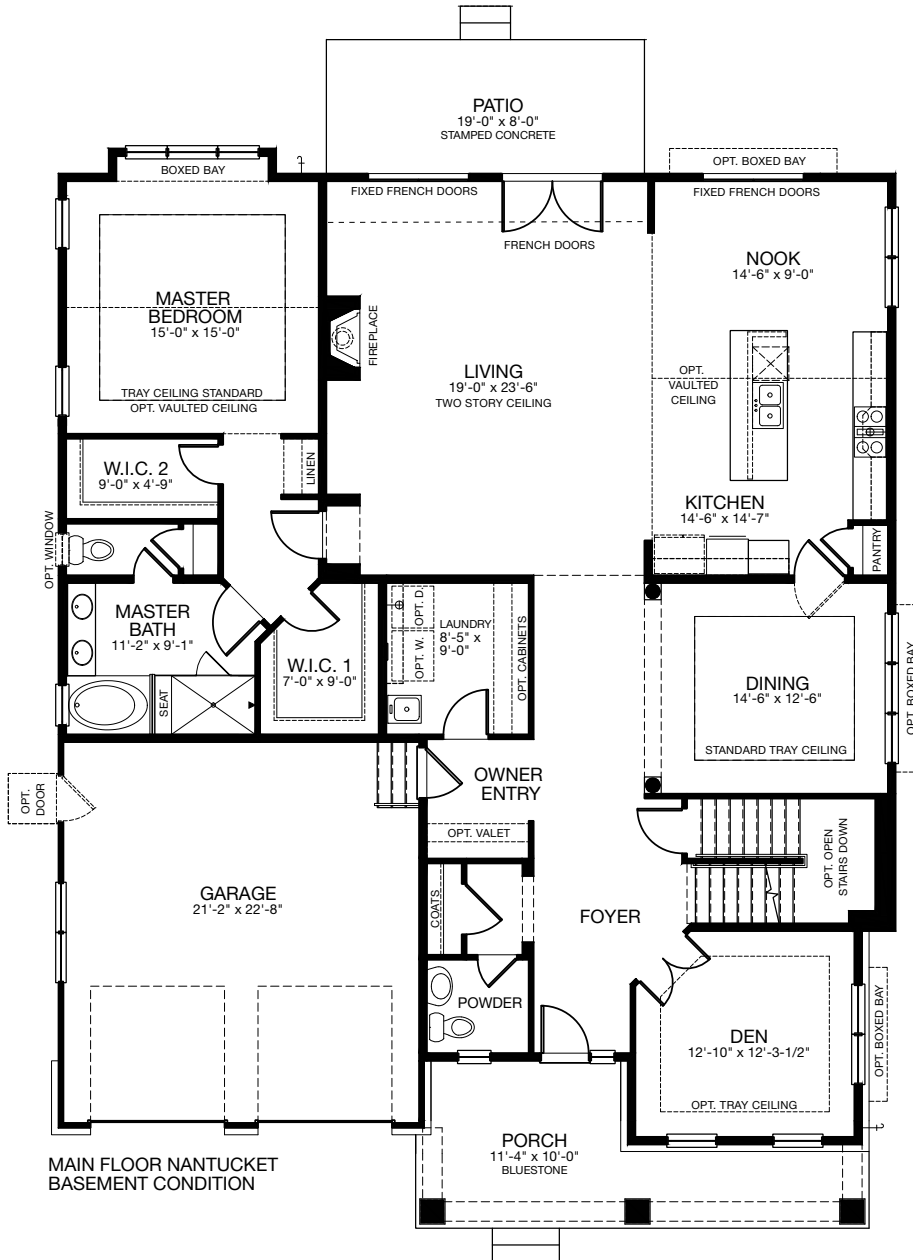 PATIO
19'-0" x 8'-0"
STAMPED CONCRETE
BOXED BAY
OPT. BOXED BAY
FIXED FRENCH DOORS
FRENCH DOORS
FIXED FRENCH DOORS
NOOK
14'-6" x 9'-0"
MASTER
BEDROOM
15'-0" x 15'-0"
TRAY CEILING STANDARD
OPT. VAULTED CEILING
FIREPLACE
LIVING
19'-0" x 23'-6"
TWO STORY CEILING
OPT.
VAULTED
CEILING
W.I.C. 2
9'-0" x 4'-9"
LINEN
KITCHEN
14'-6" x 14'-7"
PANTRY
OPT. WINDOW
MASTER
BATH
11'-2" x 9'-1"
SEAT
W.I.C. 1
7'-0" x 9'-0"
OPT. D.
OPT. W.
LAUNDRY
8'-5" x
9'-0"
OPT. CABINETS
DINING
14'-6" x 12'-6"
STANDARD TRAY CEILING
OPT. BOXED BAY
OPT.
DOOR
OWNER
ENTRY
OPT. VALET
GARAGE
21'-2" x 22'-8"
COATS
FOYER
OPT. OPEN
STAIRS DOWN
POWDER
DEN
12'-10" x 12'-3-1/2"
OPT. TRAY CEILING
OPT. BOXED BAY
PORCH
11'-4" x 10'-0"
BLUESTONE
MAIN FLOOR NANTUCKET
BASEMENT CONDITION